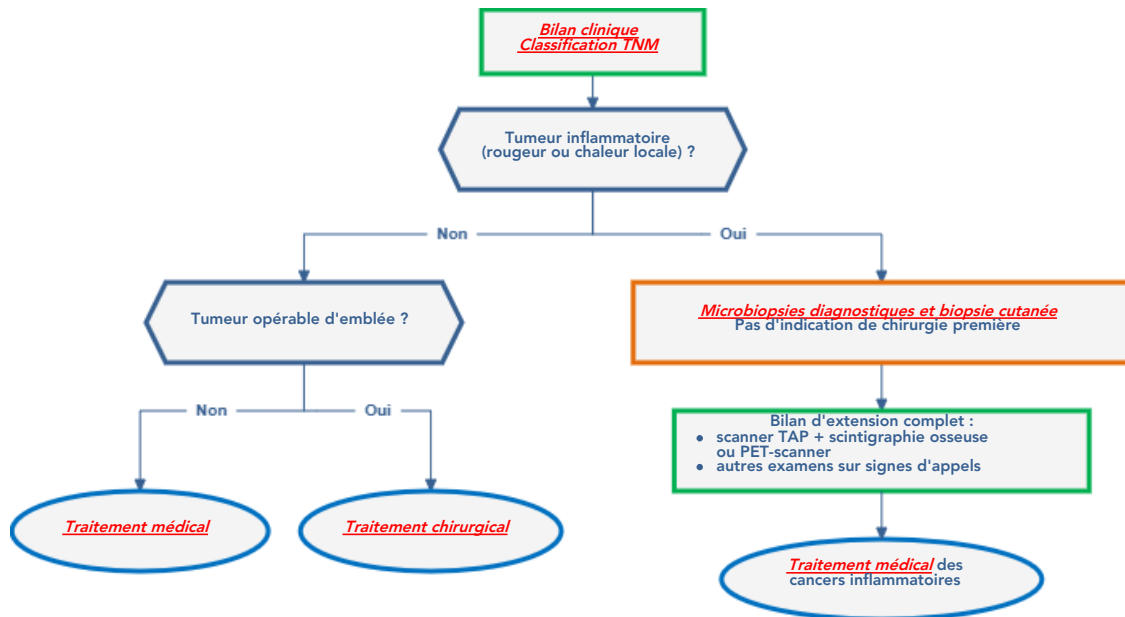 Bilan clinique
Classification TNM
Tumeur inflammatoire
(rougeur ou chaleur locale) ?
Non
Oui
Tumeur opérable d'emblée ?
Microbiopsies diagnostiques et biopsie cutanée
Pas d'indication de chirurgie première
Non
Oui
Bilan d'extension complet :
• scanner TAP + scintigraphie osseuse
ou PET-scanner
• autres examens sur signes d'appels
Traitement médical
Traitement chirurgical
Traitement médical des
cancers inflammatoires